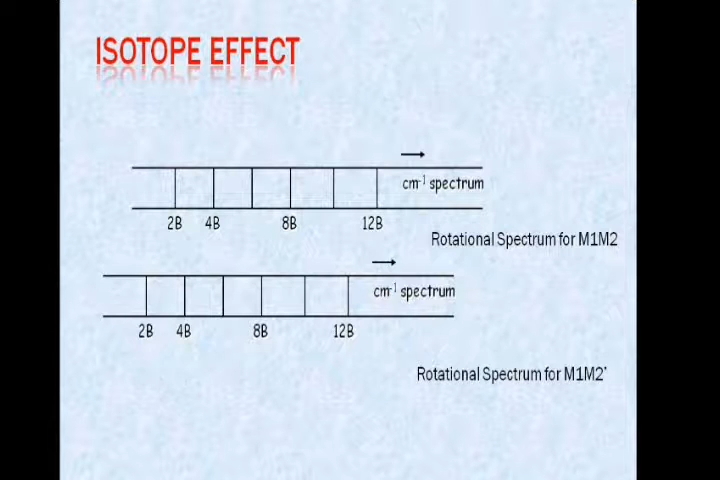 ISOTOPE EFFECT
cm⁻¹ spectrum
2B 4B 8B 12B
Rotational Spectrum for M1M2
cm⁻¹ spectrum
2B 4B 8B 12B
Rotational Spectrum for M1M2'